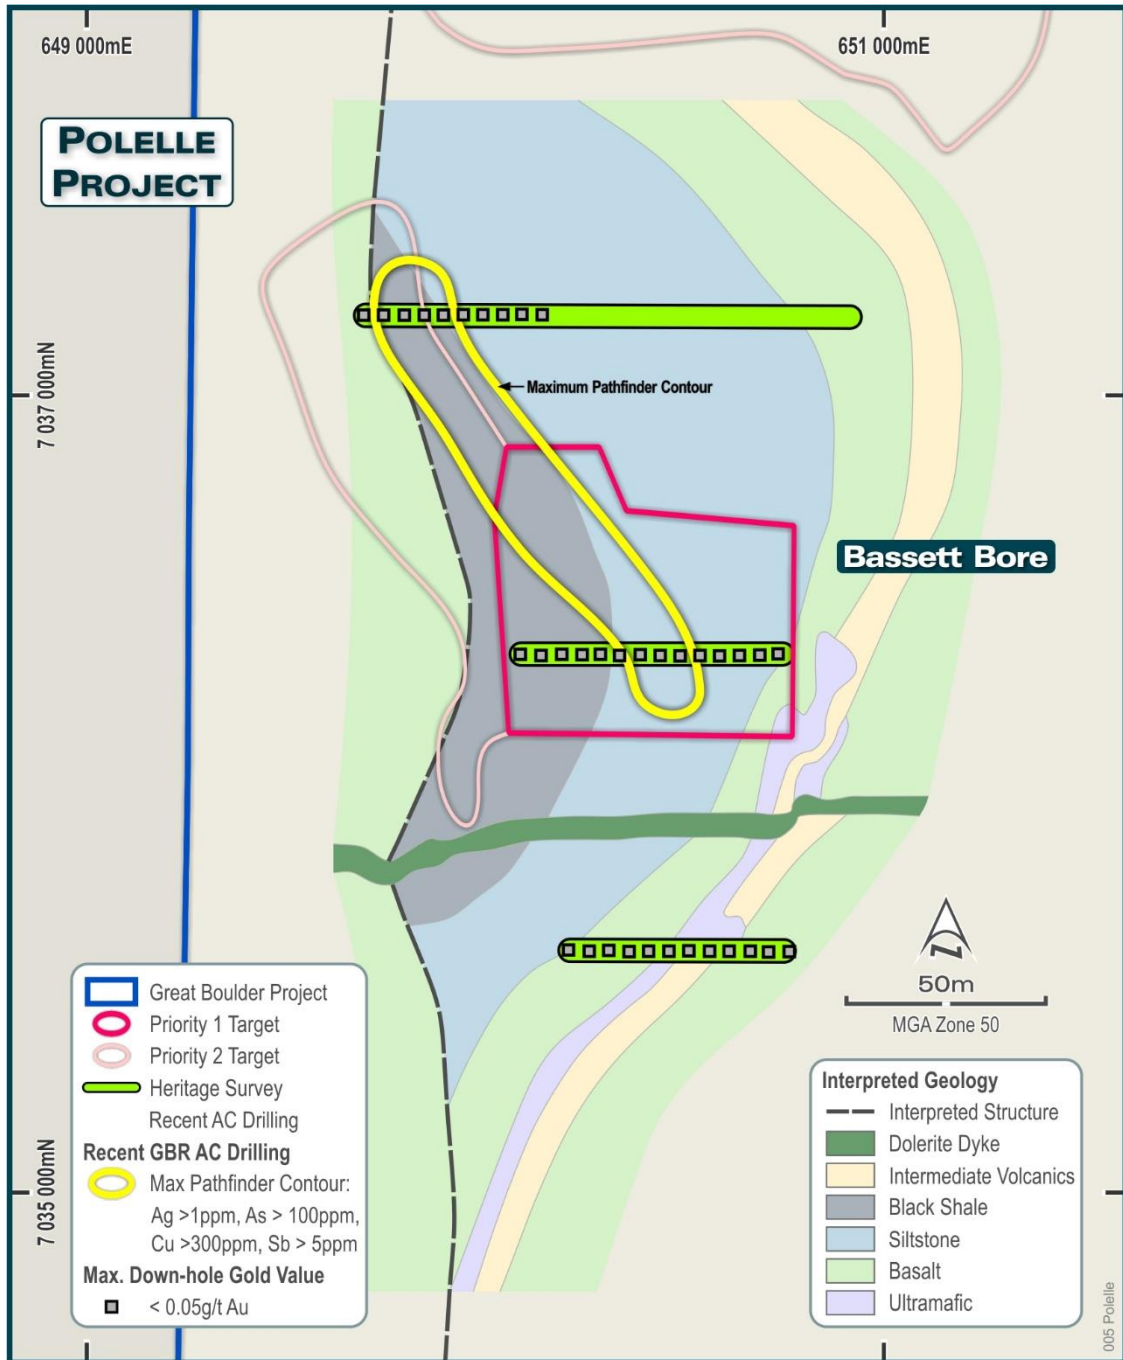 649 000mE
651 000mE
POLELLE
PROJECT
7 037 000mN
Maximum Pathfinder Contour
Bassett Bore
N
50m
MGA Zone 50
Great Boulder Project
Priority 1 Target
Priority 2 Target
Heritage Survey
Recent AC Drilling
Recent GBR AC Drilling
Max Pathfinder Contour:
Ag >1ppm, As > 100ppm,
Cu >300ppm, Sb > 5ppm
Max. Down-hole Gold Value
< 0.05g/t Au
7 035 000mN
Interpreted Geology
Interpreted Structure
Dolerite Dyke
Intermediate Volcanics
Black Shale
Siltstone
Basalt
Ultramafic
005 Polelle